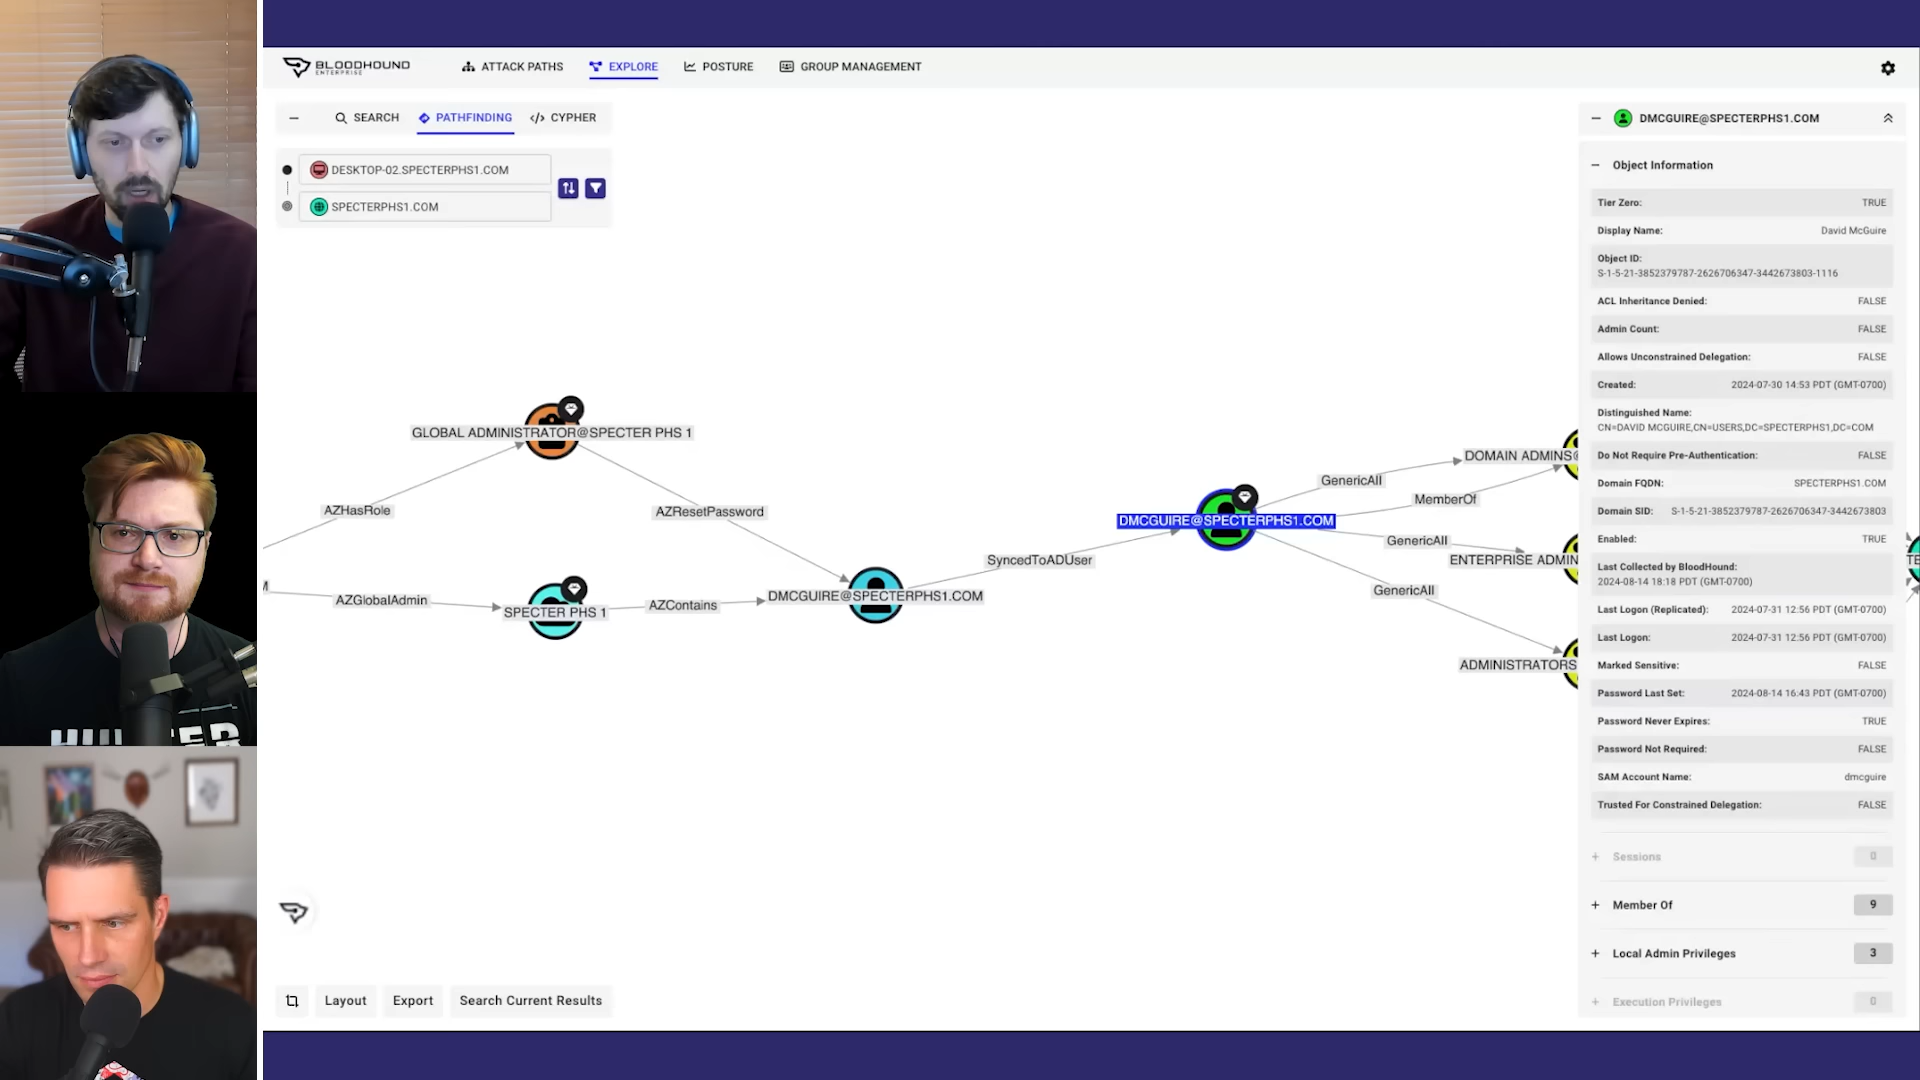 BLOODHOUND
ENTERPRISE
ATTACK PATHS
EXPLORE
POSTURE
GROUP MANAGEMENT
SEARCH
PATHFINDING
CYPHER
DESKTOP-02.SPECTERPHS1.COM
SPECTERPHS1.COM
GLOBAL ADMINISTRATOR@SPECTER PHS 1
AZHasRole
AZResetPassword
AZGlobalAdmin
SPECTER PHS 1
AZContains
DMCGUIRE@SPECTERPHS1.COM
SyncedToADUser
DMCGUIRE@SPECTERPHS1.COM
GenericAll
MemberOf
GenericAll
GenericAll
DOMAIN ADMINS@
ENTERPRISE ADMIN
ADMINISTRATORS
TE
Layout
Export
Search Current Results
DMCGUIRE@SPECTERPHS1.COM
Object Information
Tier Zero: TRUE
Display Name: David McGuire
Object ID:
S-1-5-21-3852379787-2626706347-3442673803-1116
ACL Inheritance Denied: FALSE
Admin Count: FALSE
Allows Unconstrained Delegation: FALSE
Created: 2024-07-30 14:53 PDT (GMT-0700)
Distinguished Name:
CN=DAVID MCGUIRE,CN=USERS,DC=SPECTERPHS1,DC=COM
Do Not Require Pre-Authentication: FALSE
Domain FQDN: SPECTERPHS1.COM
Domain SID: S-1-5-21-3852379787-2626706347-3442673803
Enabled: TRUE
Last Collected by BloodHound:
2024-08-14 18:18 PDT (GMT-0700)
Last Logon (Replicated): 2024-07-31 12:56 PDT (GMT-0700)
Last Logon: 2024-07-31 12:56 PDT (GMT-0700)
Marked Sensitive: FALSE
Password Last Set: 2024-08-14 16:43 PDT (GMT-0700)
Password Never Expires: TRUE
Password Not Required: FALSE
SAM Account Name: dmcguire
Trusted For Constrained Delegation: FALSE
Sessions 0
Member Of 9
Local Admin Privileges 3
Execution Privileges 0